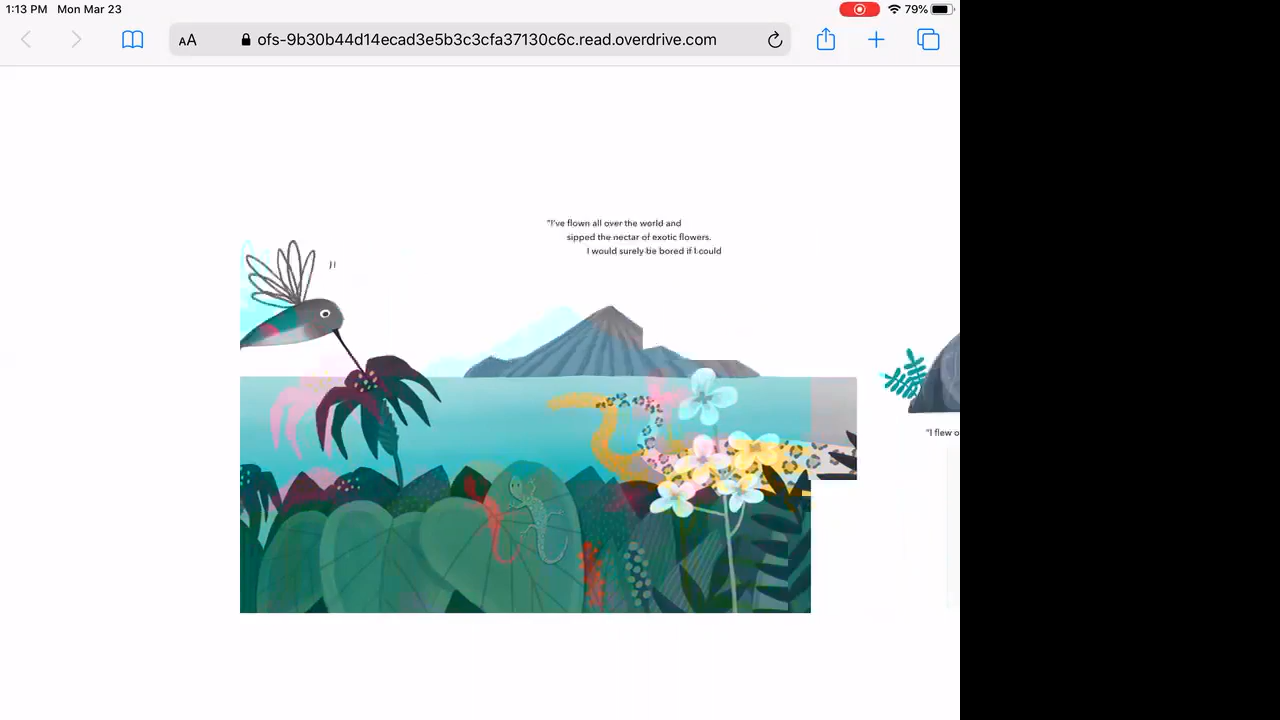 1:13 PM Mon Mar 23
79%
AA
ofs-9b30b44d14ecad3e5b3c3cfa37130c6c.read.overdrive.com
"I've flown all over the world and
sipped the nectar of exotic flowers.
I would surely be bored if I could
"I flew o